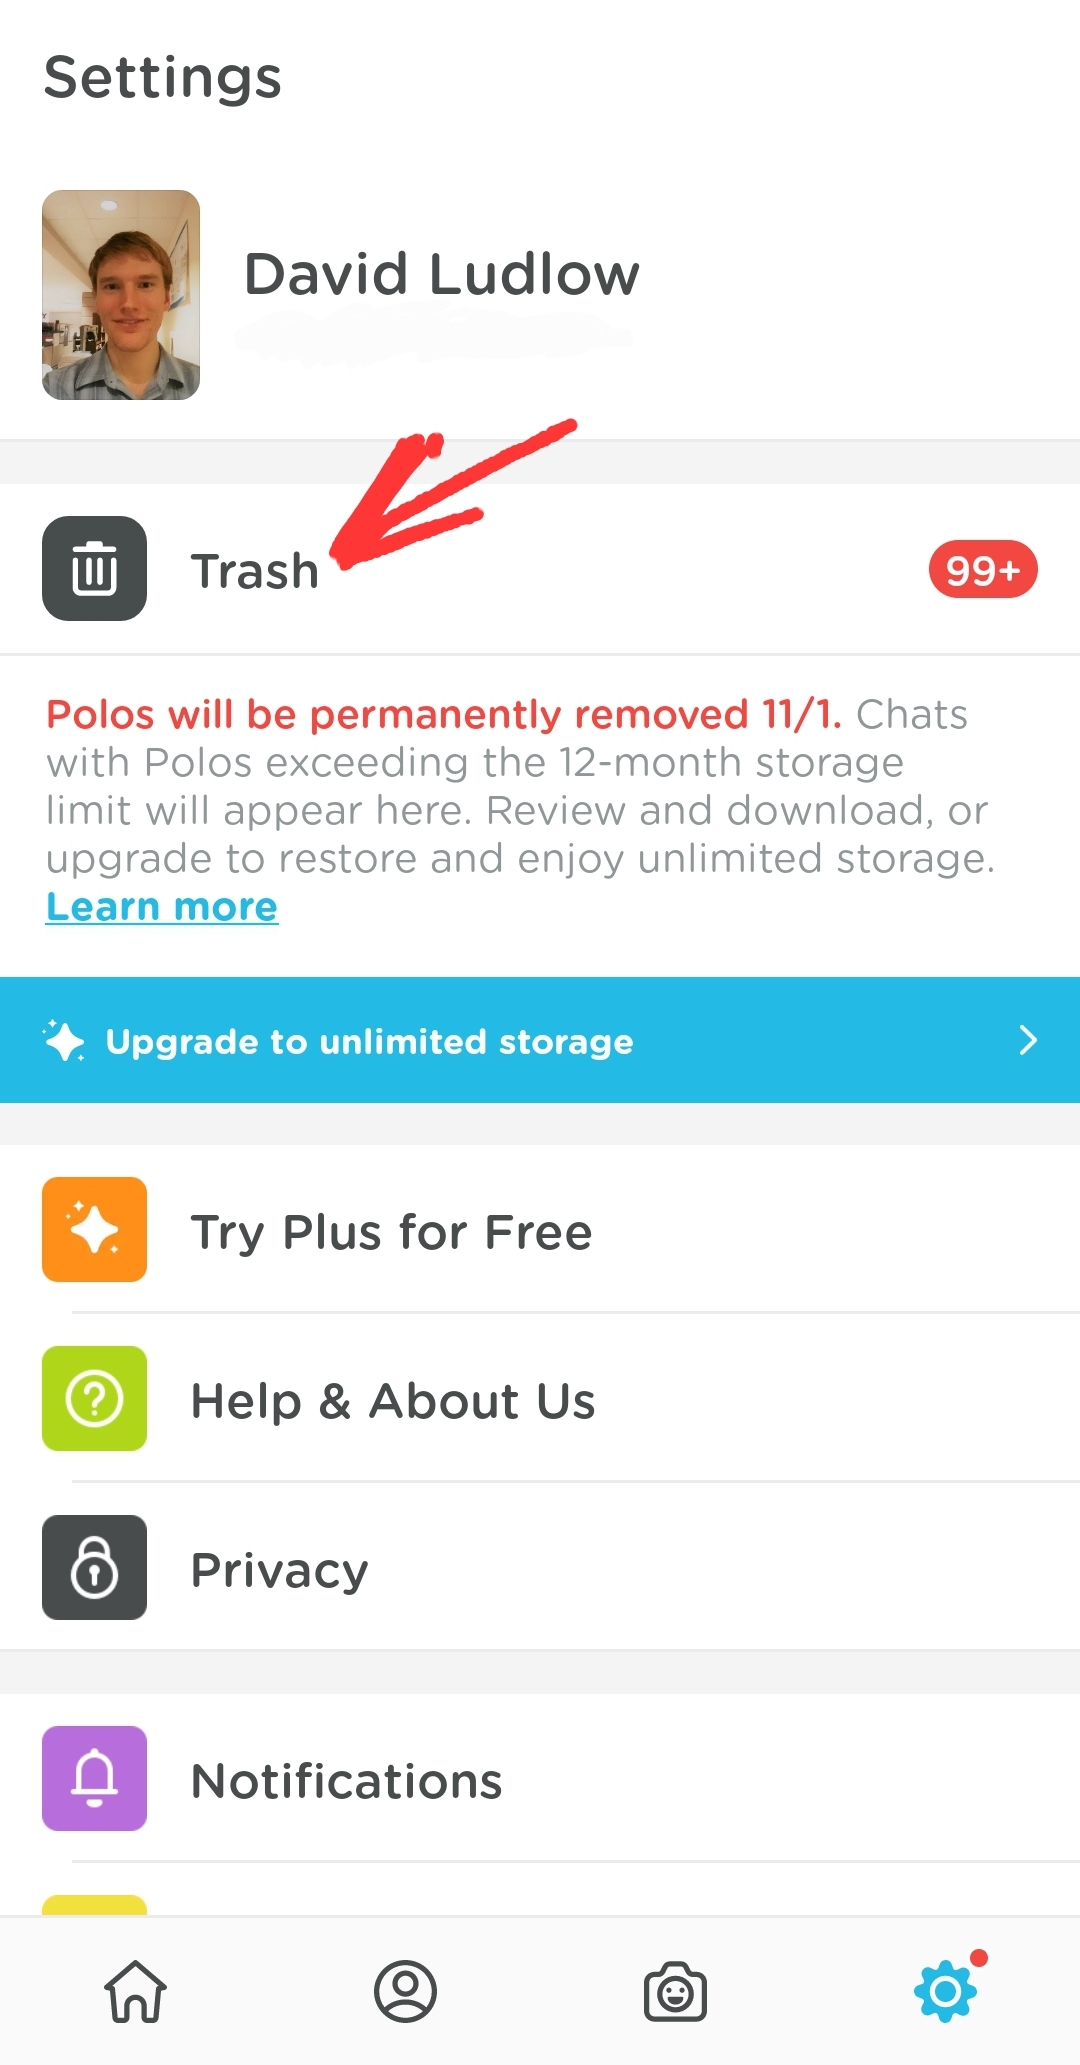 Settings
David Ludlow
Trash
99+
Polos will be permanently removed 11/1. Chats
with Polos exceeding the 12-month storage
limit will appear here. Review and download, or
upgrade to restore and enjoy unlimited storage.
Learn more
Upgrade to unlimited storage
Try Plus for Free
Help & About Us
Privacy
Notifications